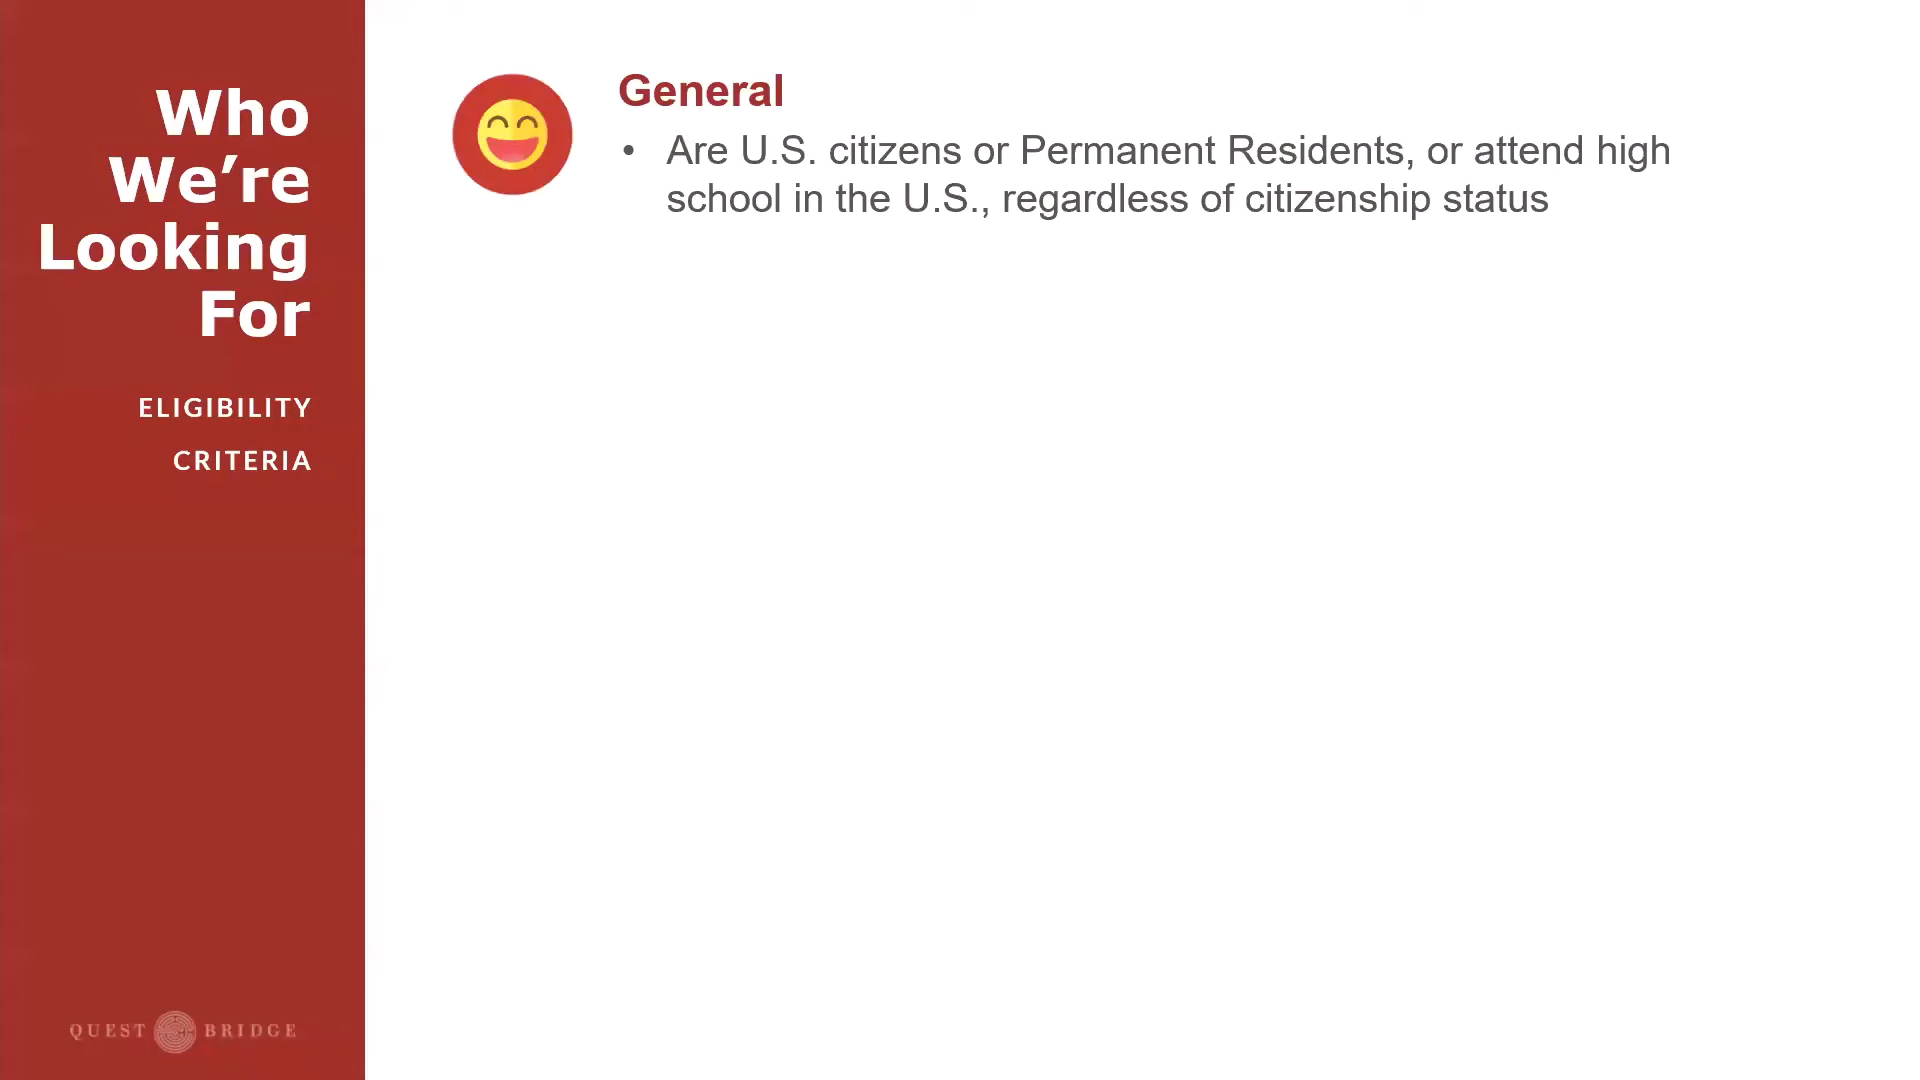 Who
We’re
Looking
For
ELIGIBILITY
CRITERIA
QUEST BRIDGE
General
• Are U.S. citizens or Permanent Residents, or attend high
school in the U.S., regardless of citizenship status